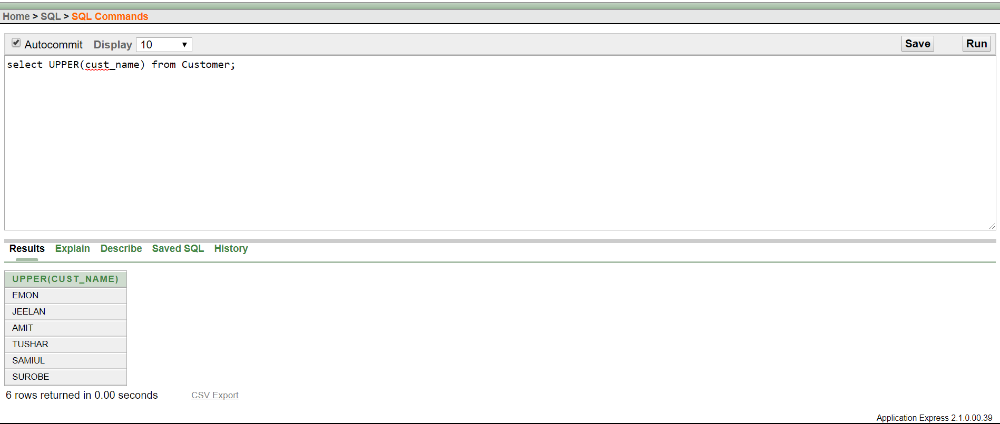 Home > SQL > SQL Commands
Autocommit Display 10 Save Run
select UPPER(cust_name) from Customer;
Results Explain Describe Saved SQL History
UPPER(CUST_NAME)
EMON
JEELAN
AMIT
TUSHAR
SAMIUL
SUROBE
6 rows returned in 0.00 seconds CSV Export
Application Express 2.1.0.00.39